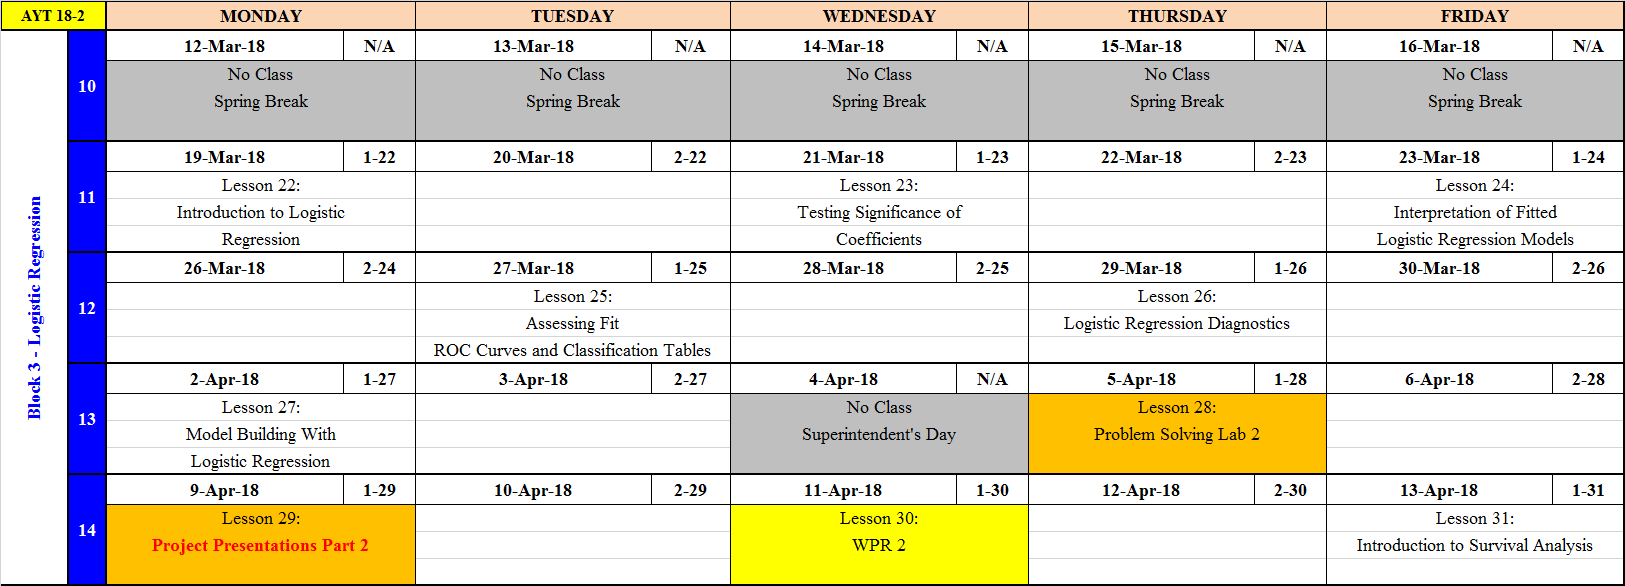 AYT 18-2 MONDAY TUESDAY WEDNESDAY THURSDAY FRIDAY
Block 3 - Logistic Regression
10
12-Mar-18 N/A 13-Mar-18 N/A 14-Mar-18 N/A 15-Mar-18 N/A 16-Mar-18 N/A
No Class No Class No Class No Class No Class
Spring Break Spring Break Spring Break Spring Break Spring Break
11
19-Mar-18 1-22 20-Mar-18 2-22 21-Mar-18 1-23 22-Mar-18 2-23 23-Mar-18 1-24
Lesson 22: Lesson 23: Lesson 24:
Introduction to Logistic Testing Significance of Interpretation of Fitted
Regression Coefficients Logistic Regression Models
12
26-Mar-18 2-24 27-Mar-18 1-25 28-Mar-18 2-25 29-Mar-18 1-26 30-Mar-18 2-26
Lesson 25: Lesson 26:
Assessing Fit Logistic Regression Diagnostics
ROC Curves and Classification Tables
13
2-Apr-18 1-27 3-Apr-18 2-27 4-Apr-18 N/A 5-Apr-18 1-28 6-Apr-18 2-28
Lesson 27: No Class Lesson 28:
Model Building With Superintendent's Day Problem Solving Lab 2
Logistic Regression
14
9-Apr-18 1-29 10-Apr-18 2-29 11-Apr-18 1-30 12-Apr-18 2-30 13-Apr-18 1-31
Lesson 29: Lesson 30: Lesson 31:
Project Presentations Part 2 WPR 2 Introduction to Survival Analysis